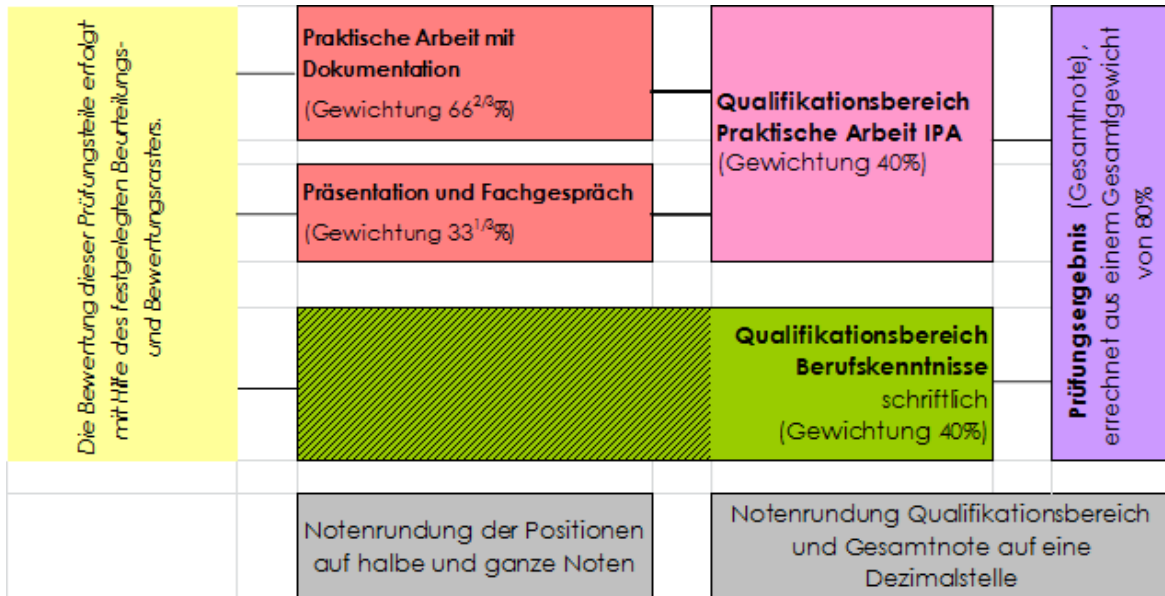 Die Bewertung dieser Prüfungsteile erfolgt
mit Hilfe des festgelegten Beurteilungs-
und Bewertungsrasters.
Praktische Arbeit mit
Dokumentation
(Gewichtung 66^2/3%)
Präsentation und Fachgespräch
(Gewichtung 33^1/3%)
Qualifikationsbereich
Praktische Arbeit IPA
(Gewichtung 40%)
Qualifikationsbereich
Berufskenntnisse
schriftlich
(Gewichtung 40%)
Prüfungsergebnis (Gesamtnote),
errechnet aus einem Gesamtgewicht
von 80%
Notenrundung der Positionen
auf halbe und ganze Noten
Notenrundung Qualifikationsbereich
und Gesamtnote auf eine
Dezimalstelle